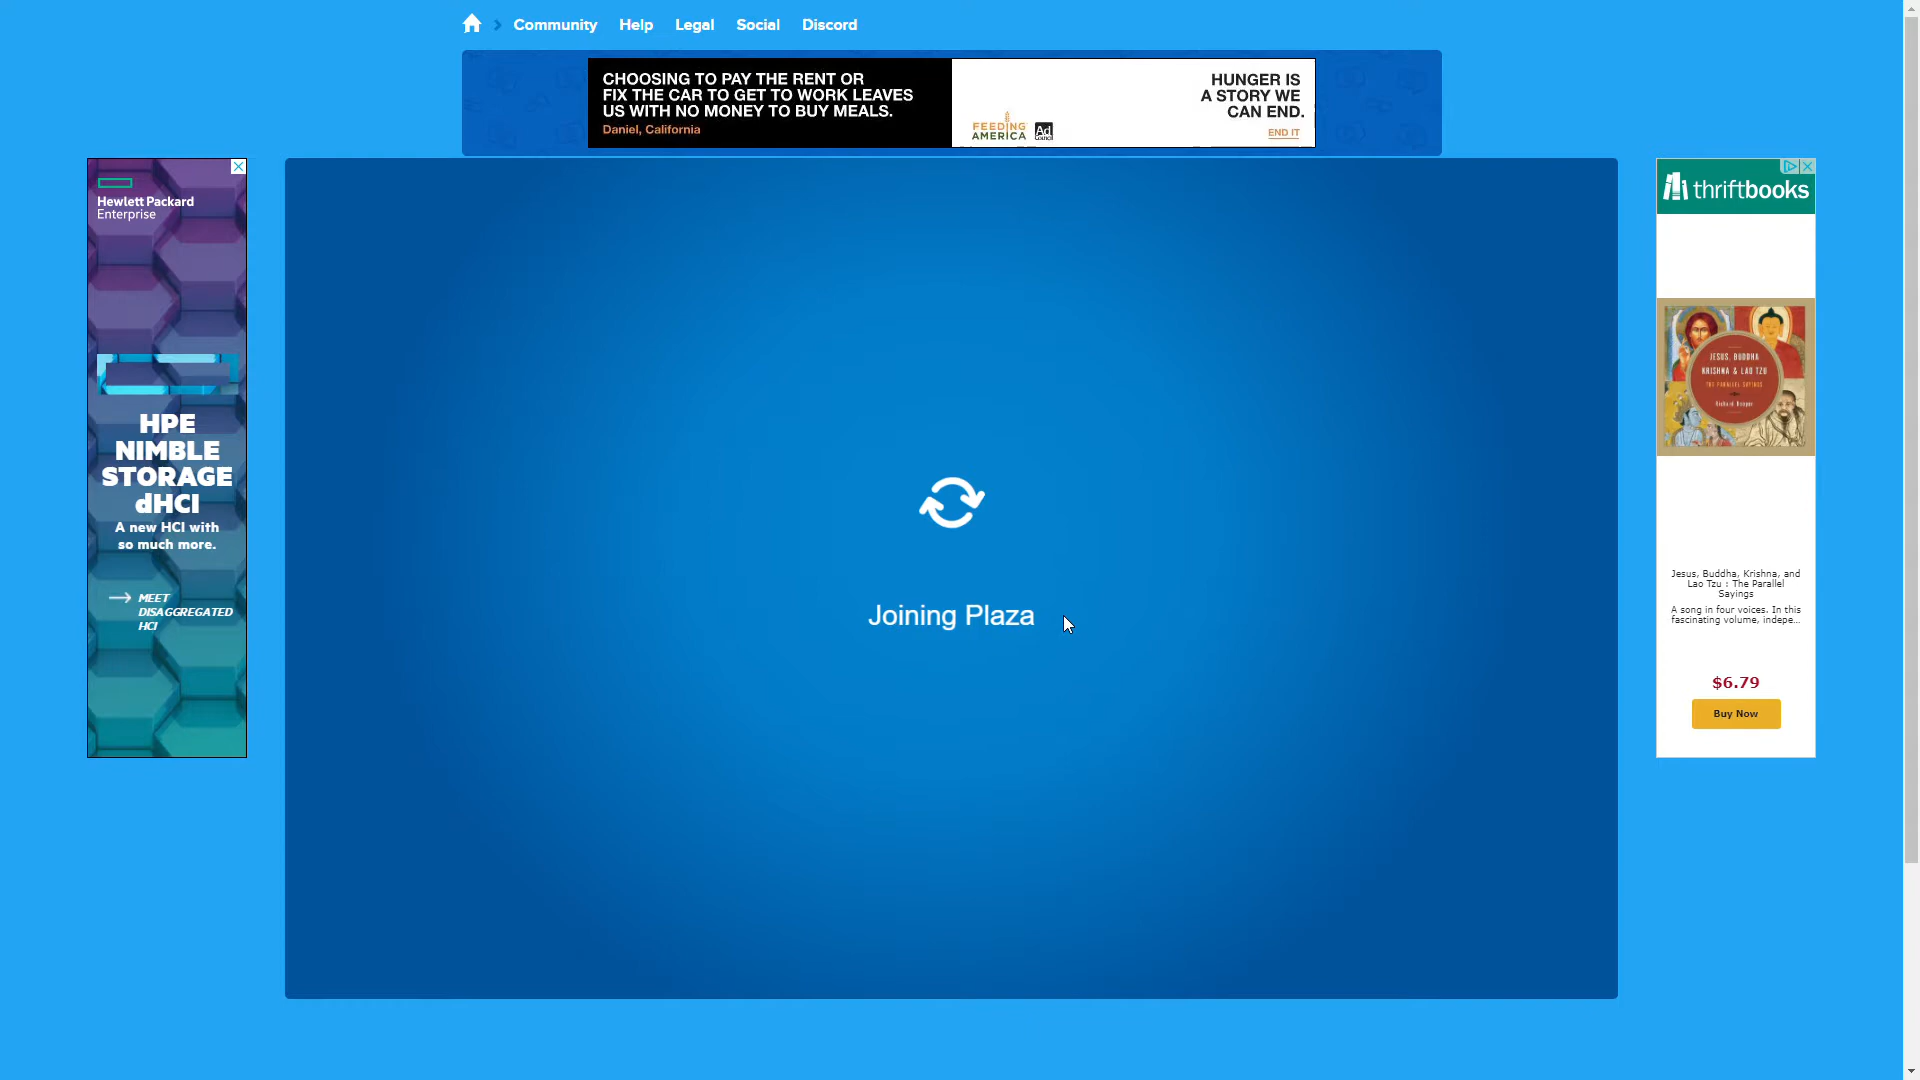 Community Help Legal Social Discord
CHOOSING TO PAY THE RENT OR
FIX THE CAR TO GET TO WORK LEAVES
US WITH NO MONEY TO BUY MEALS.
Daniel, California
FEEDING
AMERICA
Ad
HUNGER IS
A STORY WE
CAN END.
END IT
Hewlett Packard
Enterprise
HPE
NIMBLE
STORAGE
dHCI
A new HCI with
so much more.
MEET
DISAGGREGATED
HCI
Joining Plaza
thriftbooks
JESUS, BUDDHA
KRISHNA & LAO TZU
THE PARALLEL SAYINGS
Richard Hooper
Jesus, Buddha, Krishna, and
Lao Tzu : The Parallel
Sayings
A song in four voices. In this
fascinating volume, indepe...
$6.79
Buy Now